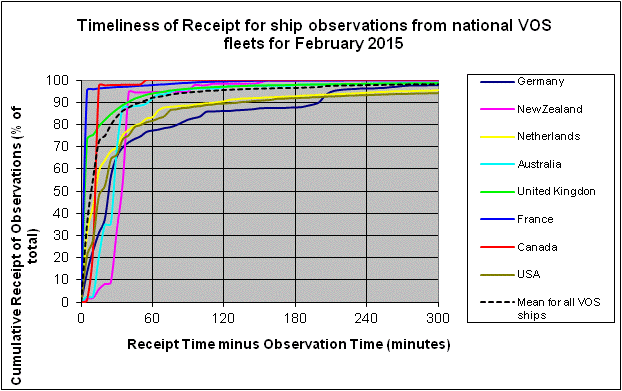 Timeliness of Receipt for ship observations from national VOS
fleets for February 2015
Cumulative Receipt of Observations (% of
total)
100
90
80
70
60
50
40
30
20
10
0
0 60 120 180 240 300
Receipt Time minus Observation Time (minutes)
Germany
NewZealand
Netherlands
Australia
United Kingdon
France
Canada
USA
Mean for all VOS
ships